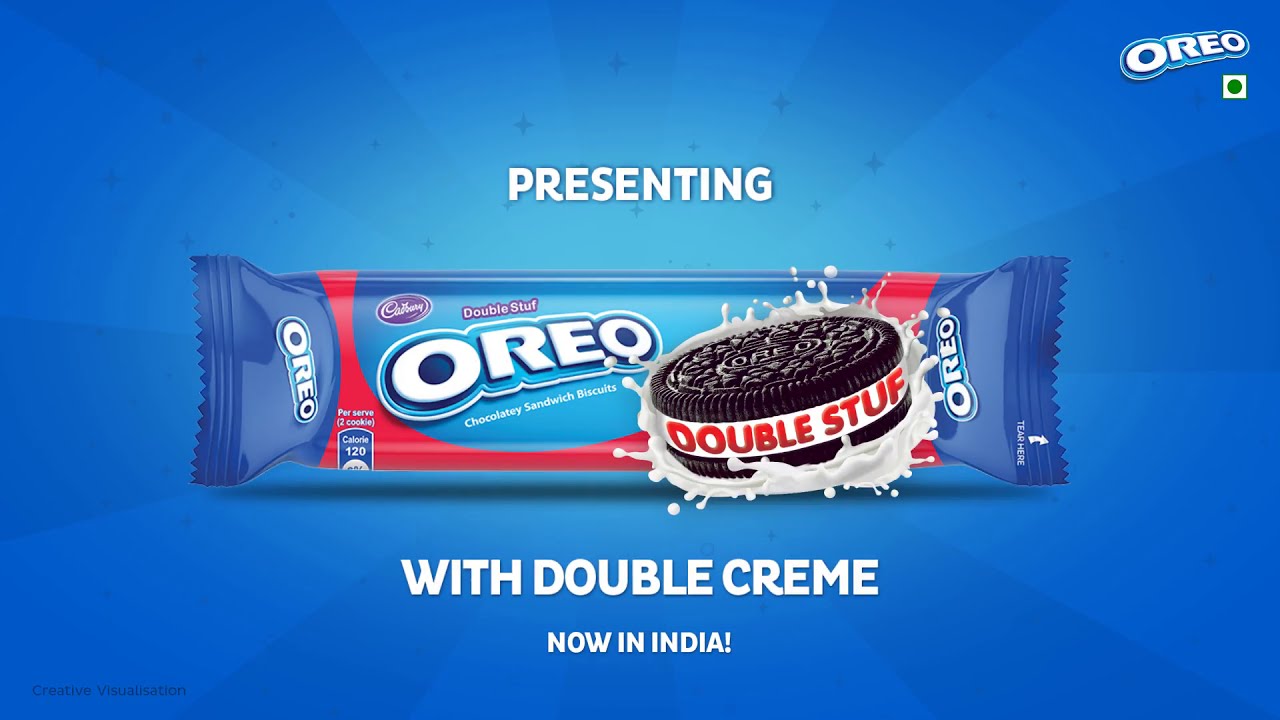 OREO
PRESENTING
Cadbury
Double Stuf
OREO
Chocolatey Sandwich Biscuits
OREO
Per serve
(2 cookie)
Calorie
120
OREO
DOUBLE STUF
OREO
TEAR HERE
WITH DOUBLE CREME
NOW IN INDIA!
Creative Visualisation